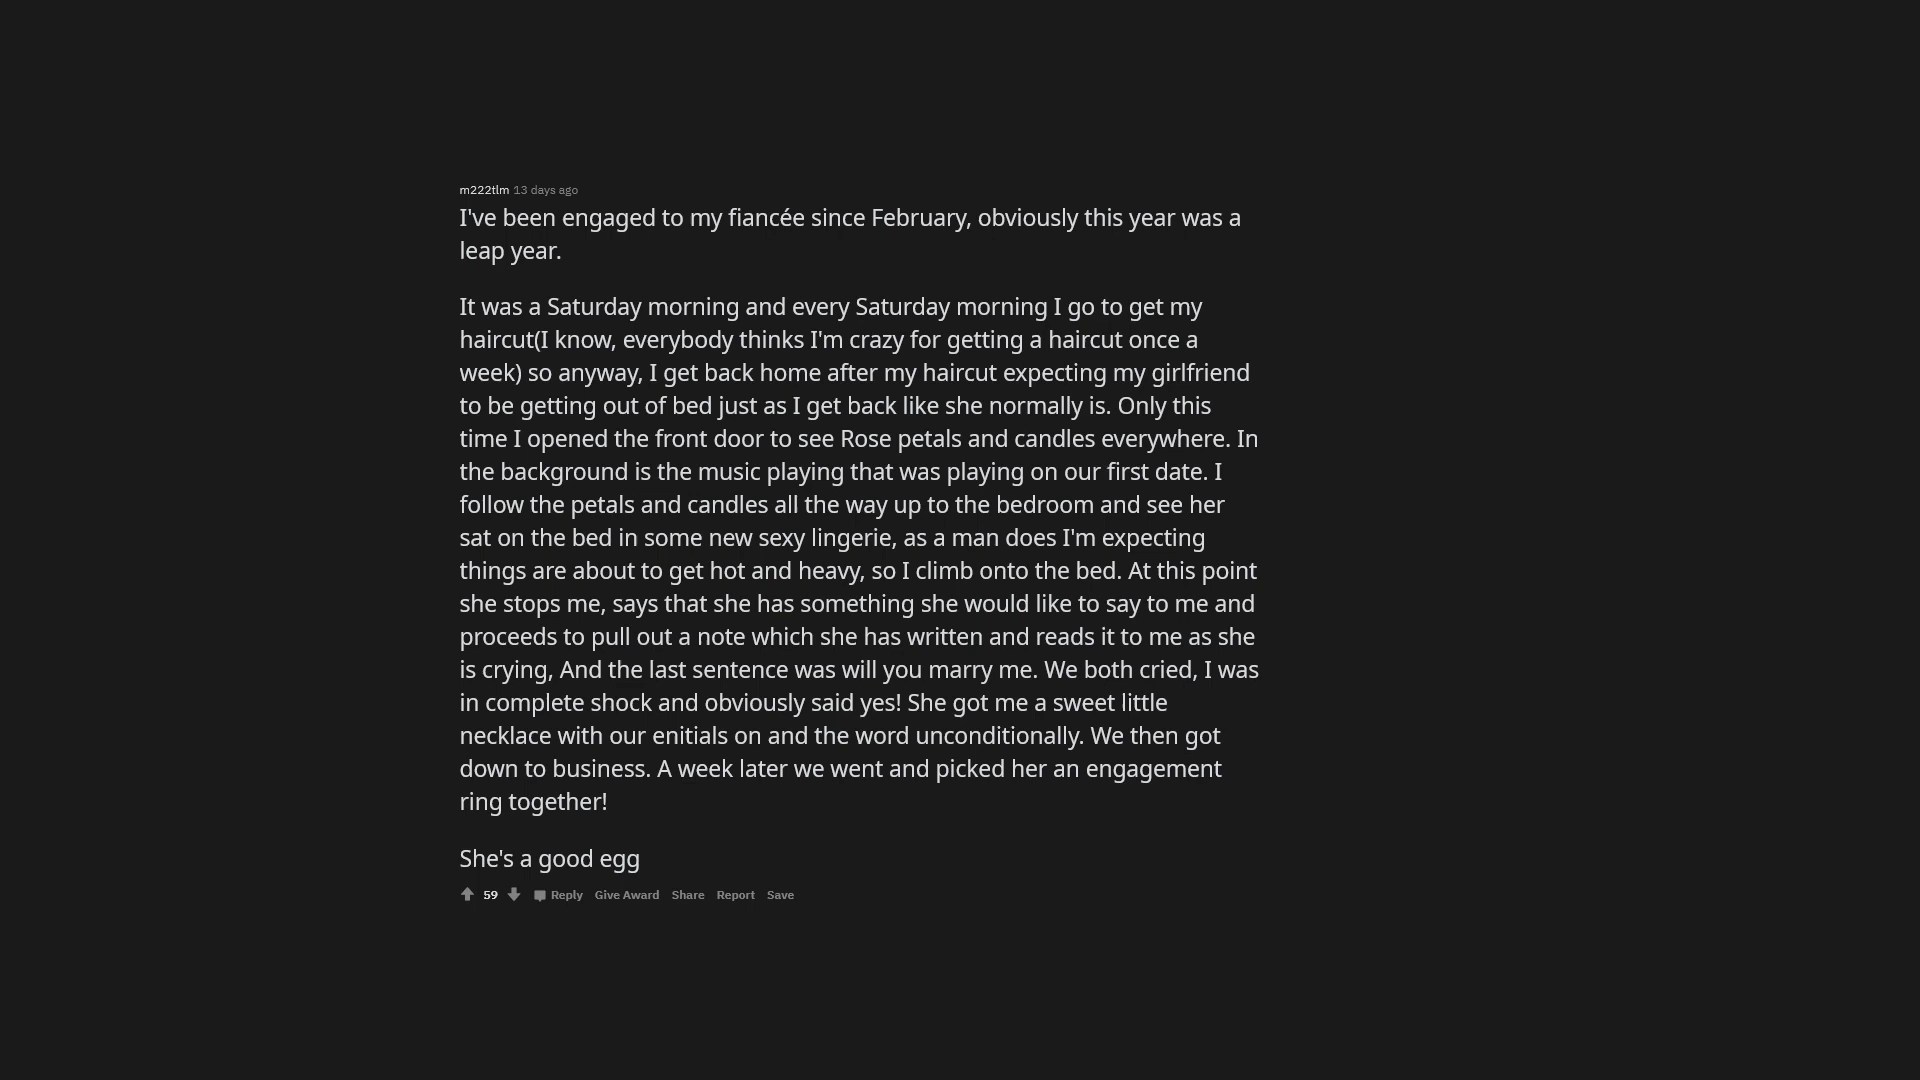 m222tlm 13 days ago
I've been engaged to my fiancée since February, obviously this year was a
leap year.
It was a Saturday morning and every Saturday morning I go to get my
haircut(I know, everybody thinks I'm crazy for getting a haircut once a
week) so anyway, I get back home after my haircut expecting my girlfriend
to be getting out of bed just as I get back like she normally is. Only this
time I opened the front door to see Rose petals and candles everywhere. In
the background is the music playing that was playing on our first date. I
follow the petals and candles all the way up to the bedroom and see her
sat on the bed in some new sexy lingerie, as a man does I'm expecting
things are about to get hot and heavy, so I climb onto the bed. At this point
she stops me, says that she has something she would like to say to me and
proceeds to pull out a note which she has written and reads it to me as she
is crying, And the last sentence was will you marry me. We both cried, I was
in complete shock and obviously said yes! She got me a sweet little
necklace with our enitials on and the word unconditionally. We then got
down to business. A week later we went and picked her an engagement
ring together!
She's a good egg
59 Reply Give Award Share Report Save